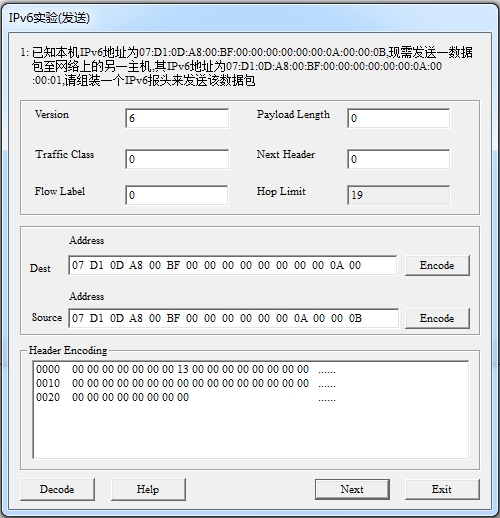 IPv6实验(发送)
1: 已知本机IPv6地址为07:D1:0D:A8:00:BF:00:00:00:00:00:00:0A:00:00:0B,现需发送一数据
包至网络上的另一主机,其IPv6地址为07:D1:0D:A8:00:BF:00:00:00:00:00:00:0A:00
:00:01,请组装一个IPv6报头来发送该数据包
Version 6 Payload Length 0
Traffic Class 0 Next Header 0
Flow Label 0 Hop Limit 19
Address
Dest 07 D1 0D A8 00 BF 00 00 00 00 00 00 00 0A 00 Encode
Address
Source 07 D1 0D A8 00 BF 00 00 00 00 00 0A 00 00 0B Encode
Header Encoding
0000 00 00 00 00 00 00 00 13 00 00 00 00 00 00 00 00 ......
0010 00 00 00 00 00 00 00 00 00 00 00 00 00 00 00 00 ......
0020 00 00 00 00 00 00 00 00 ......
Decode Help Next Exit